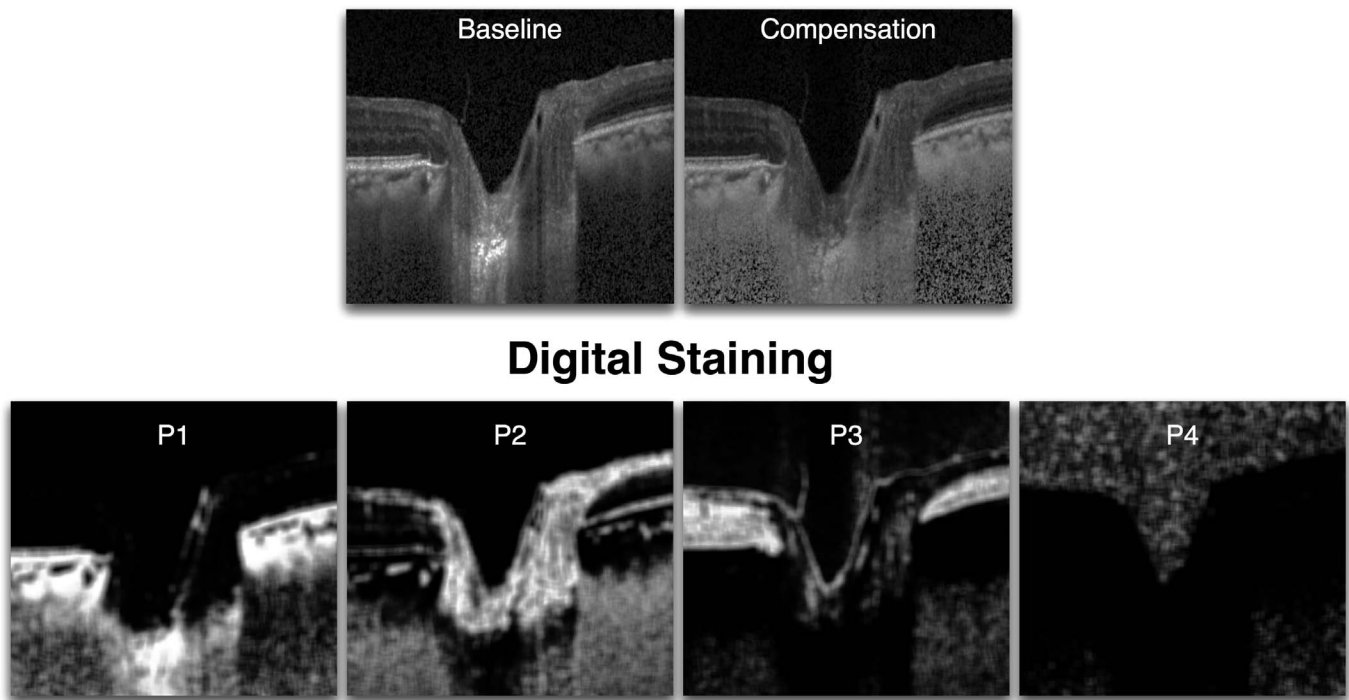 Baseline
Compensation
Digital Staining
P1
P2
P3
P4